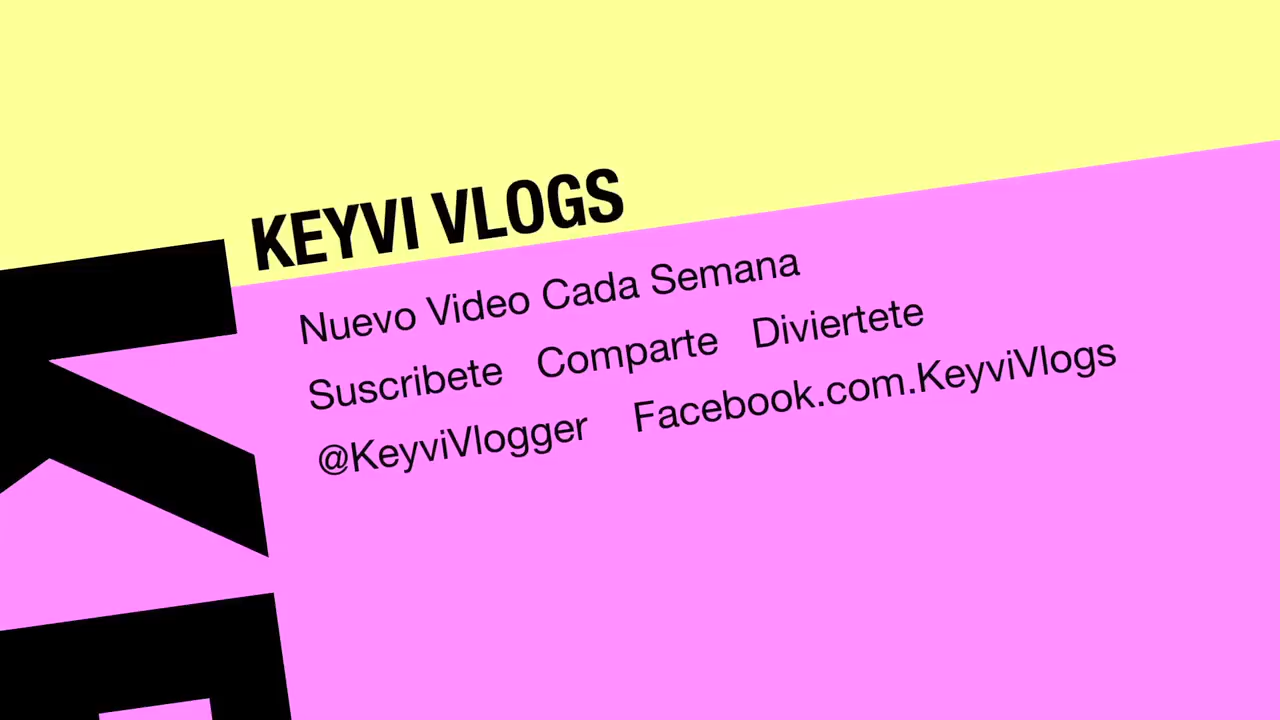 KEYVI VLOGS
Nuevo Video Cada Semana
Suscribete Comparte Diviertete
@KeyviVlogger Facebook.com.KeyviVlogs